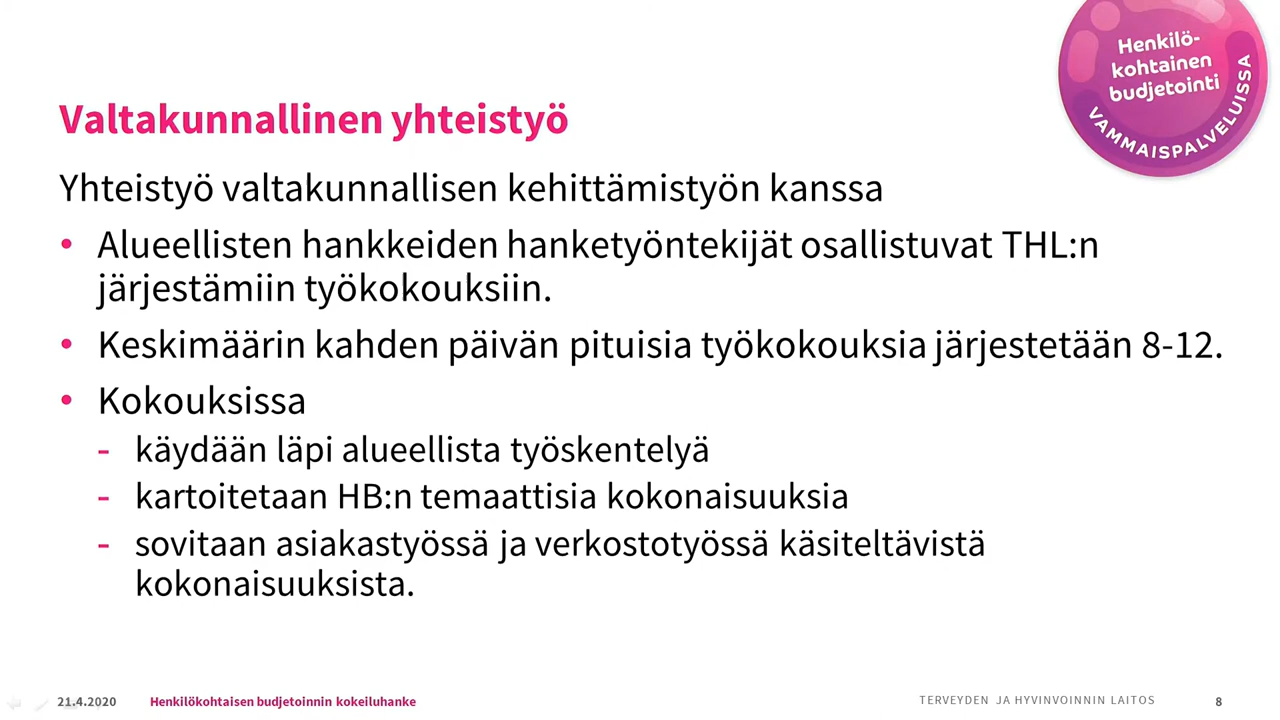 Henkilö-
kohtainen
budjetointi
VAMMAISPALVELUISSA
Valtakunnallinen yhteistyö
Yhteistyö valtakunnallisen kehittämistyön kanssa
• Alueellisten hankkeiden hanketyöntekijät osallistuvat THL:n
järjestämiin työkokouksiin.
• Keskimäärin kahden päivän pituisia työkokouksia järjestetään 8-12.
• Kokouksissa
- käydään läpi alueellista työskentelyä
- kartoitetaan HB:n temaattisia kokonaisuuksia
- sovitaan asiakastyössä ja verkostotyössä käsiteltävistä
kokonaisuuksista.
21.4.2020 Henkilökohtaisen budjetoinnin kokeiluhanke TERVEYDEN JA HYVINVOINNIN LAITOS 8